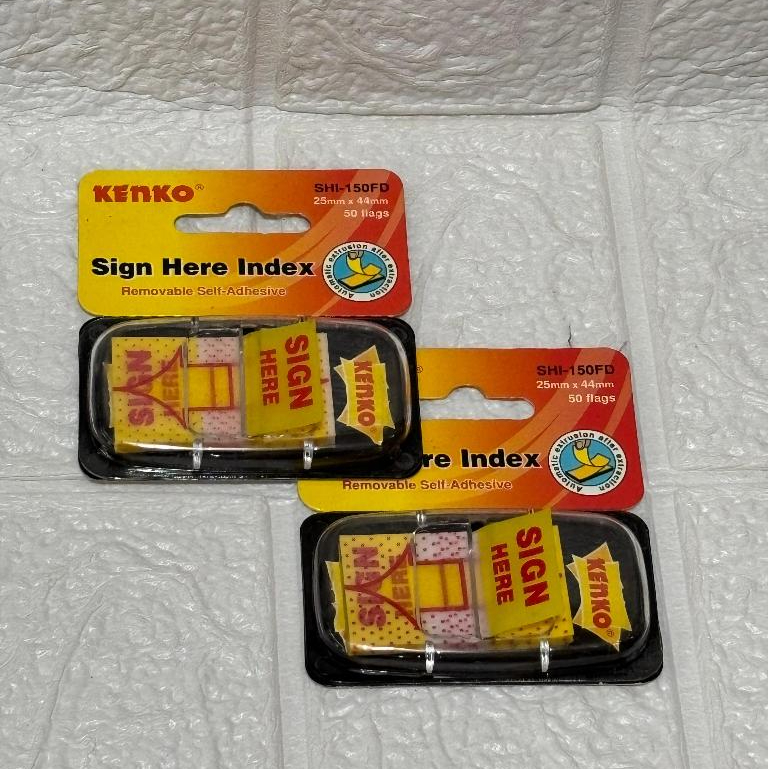 KENKO®
SHI-150FD
25mm x 44mm
50 flags
Sign Here Index
Removable Self-Adhesive
Automatic extrusion after extraction
SIGN
HERE
SIGN
HERE
KENKO®
®
SHI-150FD
25mm x 44mm
50 flags
re Index
Removable Self-Adhesive
Automatic extrusion after extraction
SIGN
HERE
SIGN
HERE
KENKO®